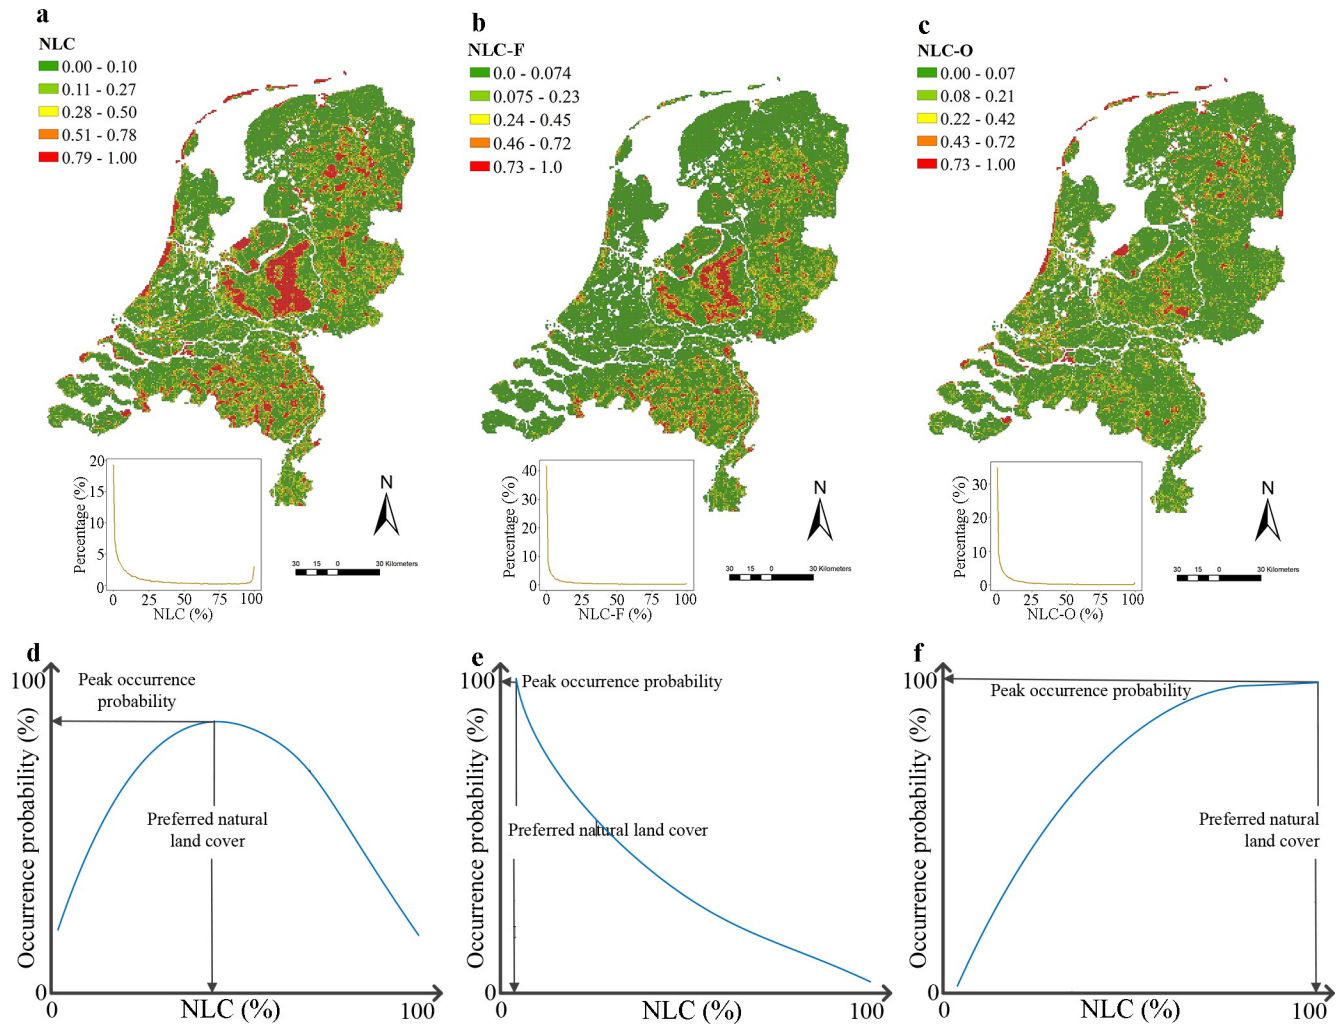 a
NLC
0.00 - 0.10
0.11 - 0.27
0.28 - 0.50
0.51 - 0.78
0.79 - 1.00
20
15
10
5
0
Percentage (%)
0 25 50 75 100
NLC (%)
N
30 15 0 30 Kilometers
b
NLC-F
0.0 - 0.074
0.075 - 0.23
0.24 - 0.45
0.46 - 0.72
0.73 - 1.0
40
30
20
10
0
Percentage (%)
0 25 50 75 100
NLC-F (%)
N
30 15 0 30 Kilometers
c
NLC-O
0.00 - 0.07
0.08 - 0.21
0.22 - 0.42
0.43 - 0.72
0.73 - 1.00
30
20
10
0
Percentage (%)
0 25 50 75 100
NLC-O (%)
N
30 15 0 30 Kilometers
d
100
Peak occurrence
probability
Occurrence probability (%)
Preferred natural
land cover
0
0 NLC (%) 100
e
100
Peak occurrence probability
Occurrence probability (%)
Preferred natural land cover
0
0 NLC (%) 100
f
100
Peak occurrence probability
Occurrence probability (%)
Preferred natural
land cover
0
0 NLC (%) 100